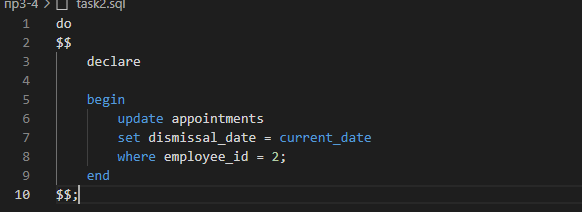 пр3-4 > task2.sql
1 do
2 $$
3 declare
4
5 begin
6 update appointments
7 set dismissal_date = current_date
8 where employee_id = 2;
9 end
10 $$;